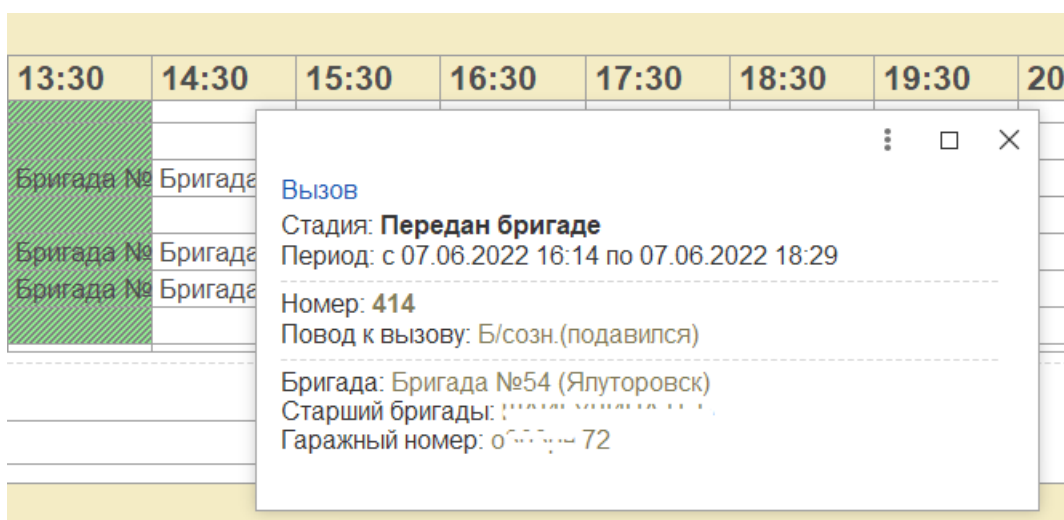 13:30 14:30 15:30 16:30 17:30 18:30 19:30 20
Бригада № Бригада
Бригада № Бригада
Бригада № Бригада
Вызов
Стадия: Передан бригаде
Период: с 07.06.2022 16:14 по 07.06.2022 18:29
Номер: 414
Повод к вызову: Б/созн.(подавился)
Бригада: Бригада №54 (Ялуторовск)
Старший бригады:
Гаражный номер: 72